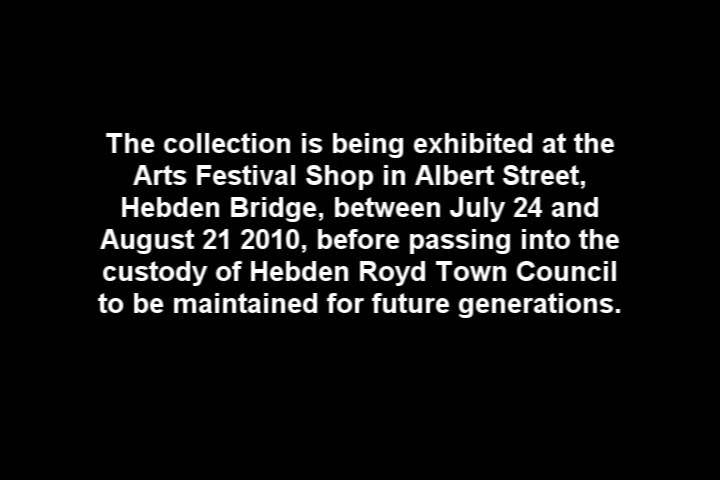 The collection is being exhibited at the
Arts Festival Shop in Albert Street,
Hebden Bridge, between July 24 and
August 21 2010, before passing into the
custody of Hebden Royd Town Council
to be maintained for future generations.